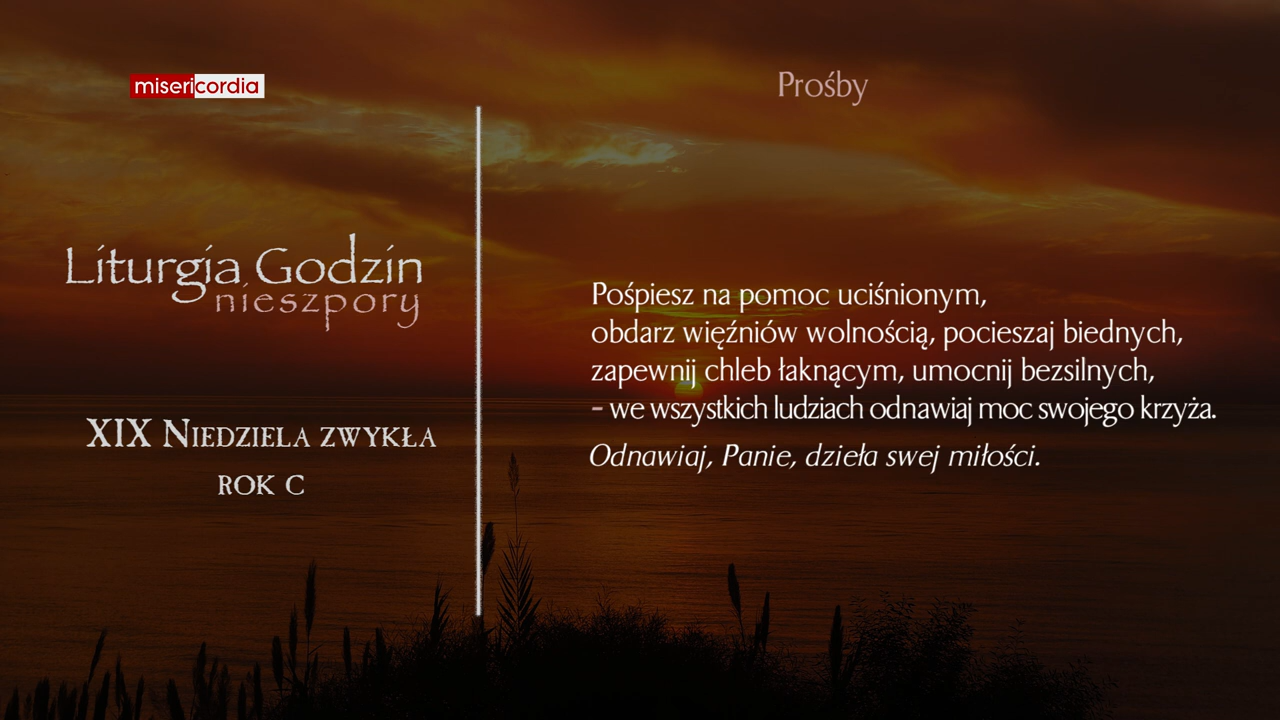 misericordia
Liturgia Godzin
nieszpory
XIX Niedziela zwykła
rok C
Prośby
Pośpiesz na pomoc uciśnionym,
obdarz więźniów wolnością, pocieszaj biednych,
zapewnij chleb łaknącym, umocnij bezsilnych,
- we wszystkich ludziach odnawiaj moc swojego krzyża.
Odnawiaj, Panie, dzieła swej miłości.